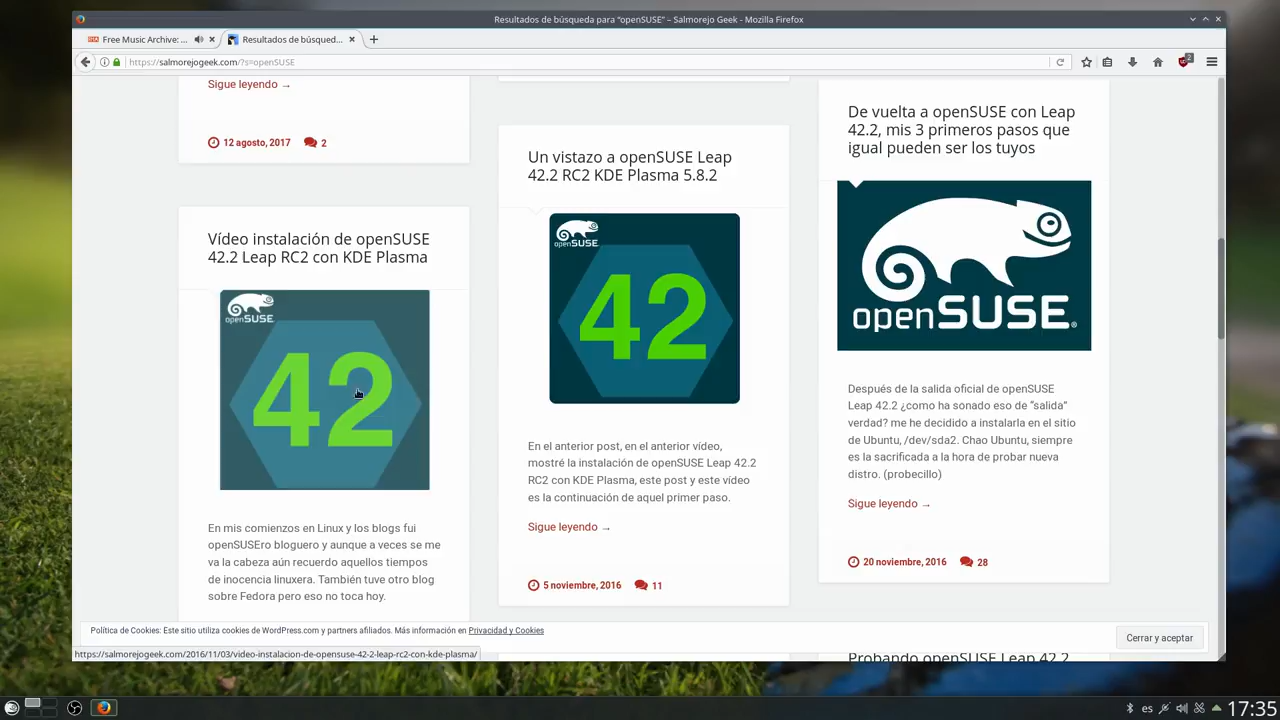 Resultados de búsqueda para “openSUSE” – Salmorejo Geek - Mozilla Firefox
Free Music Archive: ...
Resultados de búsqued...
https://salmorejogeek.com/?s=openSUSE
2
Sigue leyendo →
12 agosto, 2017 2
Vídeo instalación de openSUSE
42.2 Leap RC2 con KDE Plasma
openSUSE
42
En mis comienzos en Linux y los blogs fui
openSUSEro bloguero y aunque a veces se me
va la cabeza aún recuerdo aquellos tiempos
de inocencia linuxera. También tuve otro blog
sobre Fedora pero eso no toca hoy.
Un vistazo a openSUSE Leap
42.2 RC2 KDE Plasma 5.8.2
openSUSE
42
En el anterior post, en el anterior vídeo,
mostré la instalación de openSUSE Leap 42.2
RC2 con KDE Plasma, este post y este vídeo
es la continuación de aquel primer paso.
Sigue leyendo →
5 noviembre, 2016 11
De vuelta a openSUSE con Leap
42.2, mis 3 primeros pasos que
igual pueden ser los tuyos
openSUSE®
Después de la salida oficial de openSUSE
Leap 42.2 ¿como ha sonado eso de “salida”
verdad? me he decidido a instalarla en el sitio
de Ubuntu, /dev/sda2. Chao Ubuntu, siempre
es la sacrificada a la hora de probar nueva
distro. (probecillo)
Sigue leyendo →
20 noviembre, 2016 28
Probando openSUSE Leap 42.2
Política de Cookies: Este sitio utiliza cookies de WordPress.com y partners afiliados. Más información en Privacidad y Cookies
Cerrar y aceptar
https://salmorejogeek.com/2016/11/03/video-instalacion-de-opensuse-42-2-leap-rc2-con-kde-plasma/
es
17:35